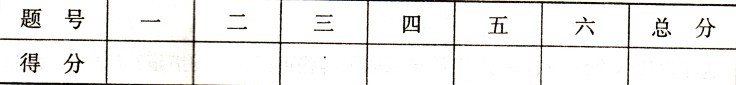 题 号 一 二 三 四 五 六 总 分
得 分